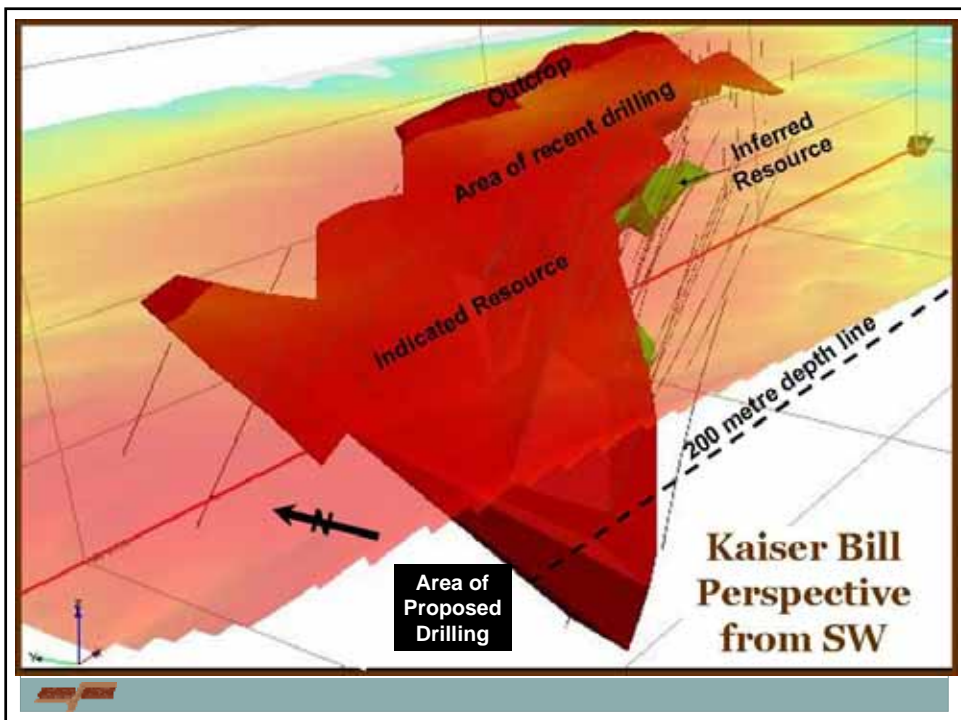 Outcrop
Area of recent drilling
Inferred
Resource
Indicated Resource
200 metre depth line
N
Area of
Proposed
Drilling
Kaiser Bill
Perspective
from SW
Z
Y